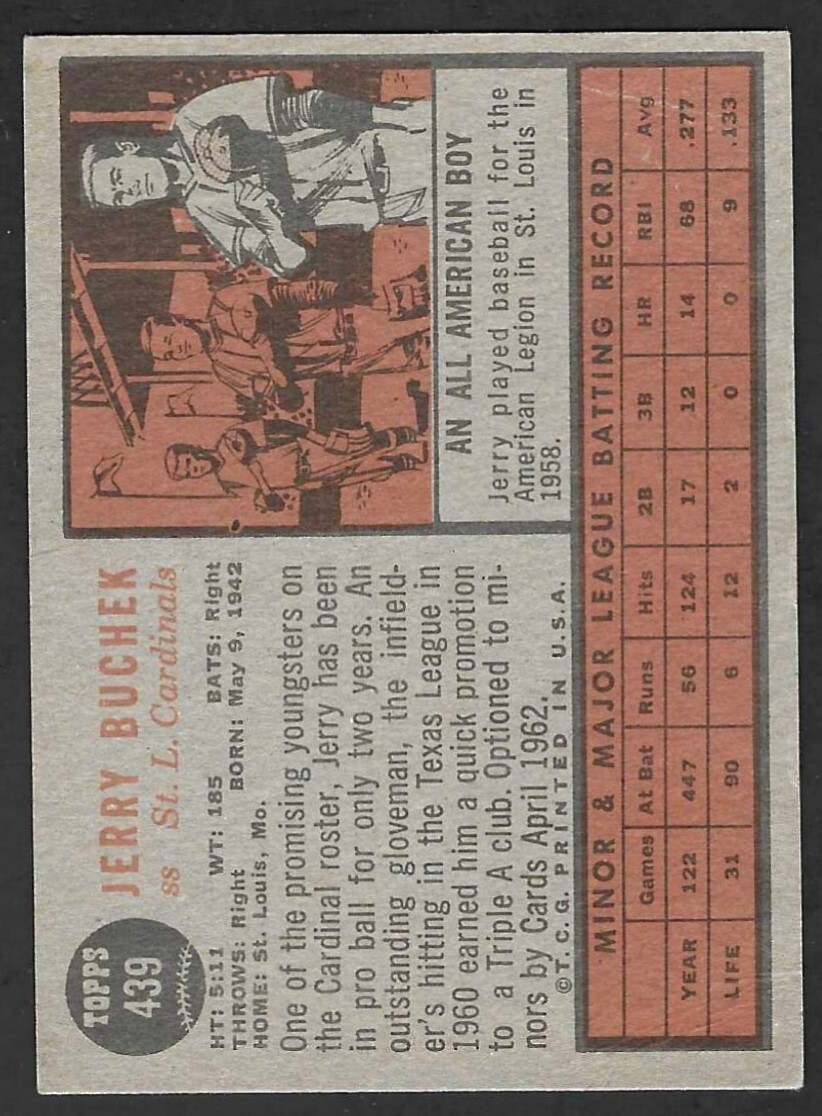 TOPPS
439
JERRY BUCHEK
SS St. L. Cardinals
HT: 5:11 WT: 185 BATS: Right
THROWS: Right BORN: May 9, 1942
HOME: St. Louis, Mo.
One of the promising youngsters on
the Cardinal roster, Jerry has been
in pro ball for only two years. An
outstanding gloveman, the infield-
er's hitting in the Texas League in
1960 earned him a quick promotion
to a Triple A club. Optioned to mi-
nors by Cards April 1962.
©T.C.G. PRINTED IN U.S.A.
AN ALL AMERICAN BOY
Jerry played baseball for the
American Legion in St. Louis in
1958.
MINOR & MAJOR LEAGUE BATTING RECORD
Games At Bat Runs Hits 2B 3B HR RBI Avg
YEAR 122 447 56 124 17 12 14 68 .277
LIFE 31 90 6 12 2 0 0 9 .133